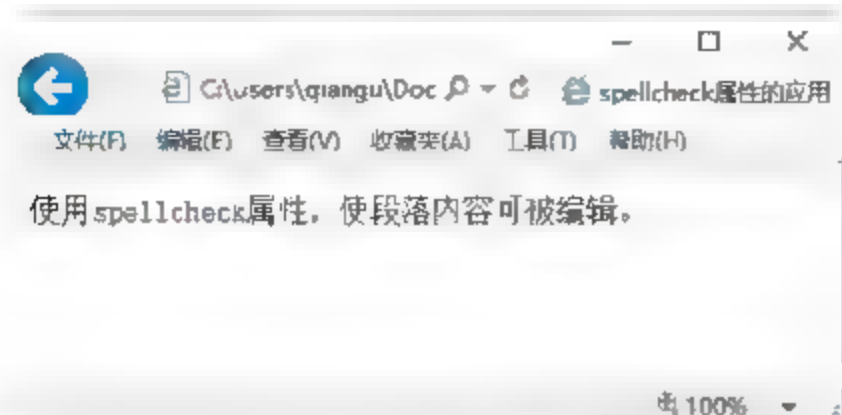 C:\users\qiangu\Doc spellcheck属性的应用
文件(F) 编辑(E) 查看(V) 收藏夹(A) 工具(T) 帮助(H)
使用spellcheck属性，使段落内容可被编辑。
100%